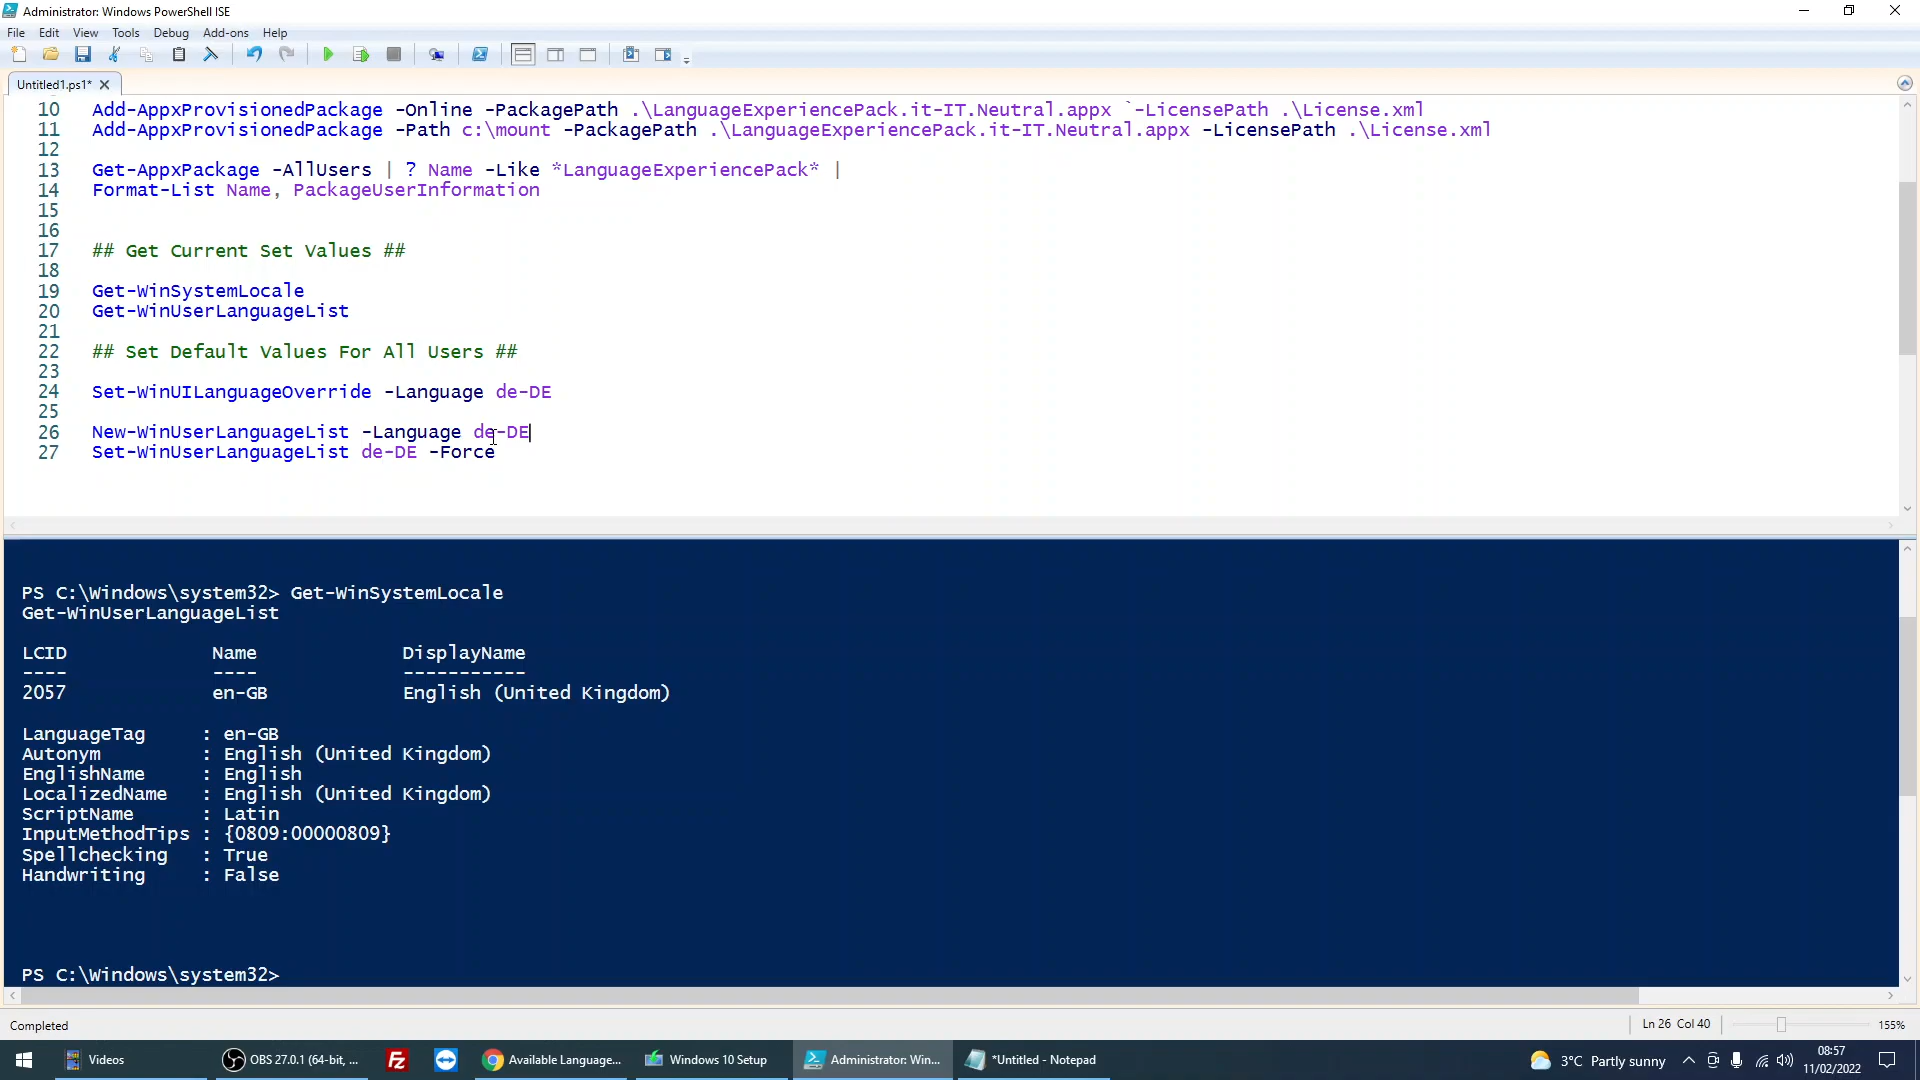 Administrator: Windows PowerShell ISE
File Edit View Tools Debug Add-ons Help
Untitled1.ps1*
10 Add-AppxProvisionedPackage -Online -PackagePath .\LanguageExperiencePack.it-IT.Neutral.appx `-LicensePath .\License.xml
11 Add-AppxProvisionedPackage -Path c:\mount -PackagePath .\LanguageExperiencePack.it-IT.Neutral.appx -LicensePath .\License.xml
12
13 Get-AppxPackage -AllUsers | ? Name -Like *LanguageExperiencePack* |
14 Format-List Name, PackageUserInformation
15
16
17 ## Get Current Set Values ##
18
19 Get-WinSystemLocale
20 Get-WinUserLanguageList
21
22 ## Set Default Values For All Users ##
23
24 Set-WinUILanguageOverride -Language de-DE
25
26 New-WinUserLanguageList -Language de-DE
27 Set-WinUserLanguageList de-DE -Force
PS C:\Windows\system32> Get-WinSystemLocale
Get-WinUserLanguageList
LCID Name DisplayName
---- ---- -----------
2057 en-GB English (United Kingdom)
LanguageTag : en-GB
Autonym : English (United Kingdom)
EnglishName : English
LocalizedName : English (United Kingdom)
ScriptName : Latin
InputMethodTips : {0809:00000809}
Spellchecking : True
Handwriting : False
PS C:\Windows\system32>
Completed Ln 26 Col 40 155%
Videos OBS 27.0.1 (64-bit, ... Available Language... Windows 10 Setup Administrator: Win... *Untitled - Notepad 3°C Partly sunny 08:57
11/02/2022